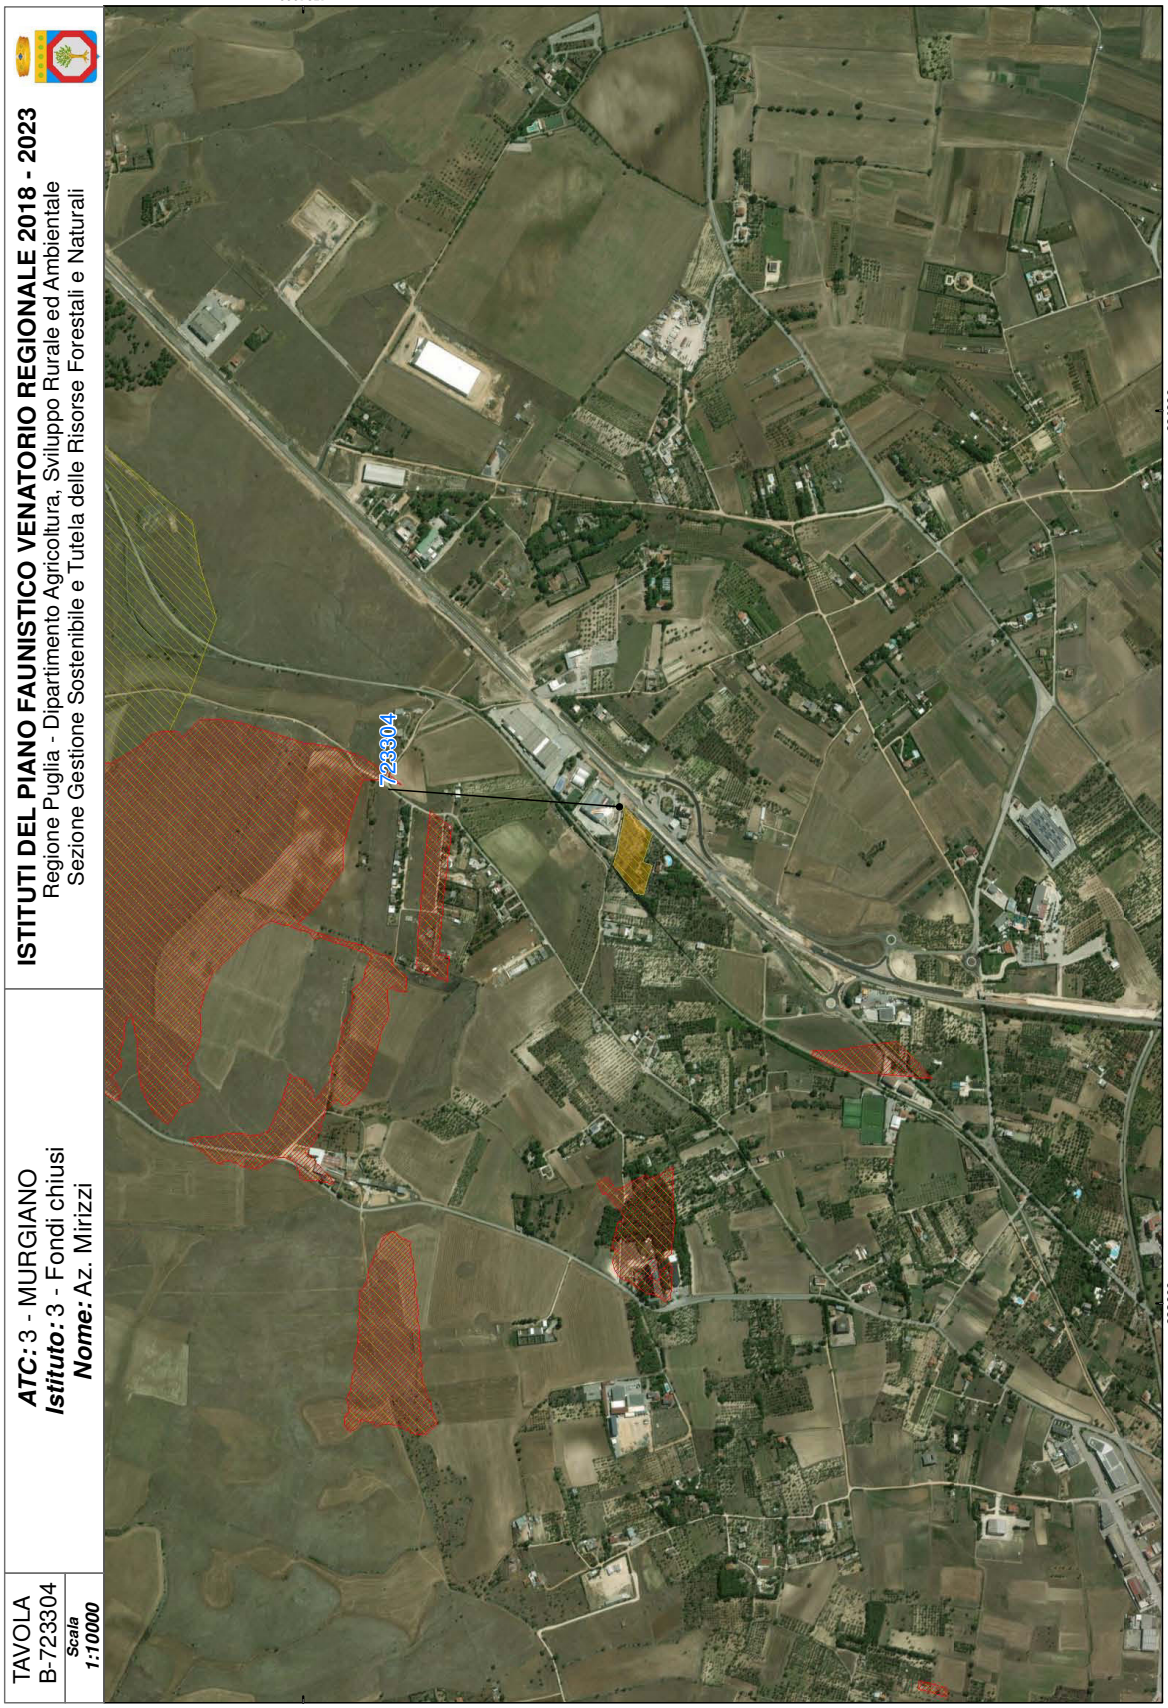 TAVOLA
B-723304
Scala
1:10000
ATC: 3 - MURGIANO
Istituto: 3 - Fondi chiusi
Nome: Az. Mirizzi
ISTITUTI DEL PIANO FAUNISTICO VENATORIO REGIONALE 2018 - 2023
Regione Puglia - Dipartimento Agricoltura, Sviluppo Rurale ed Ambientale
Sezione Gestione Sostenibile e Tutela delle Risorse Forestali e Naturali
723304